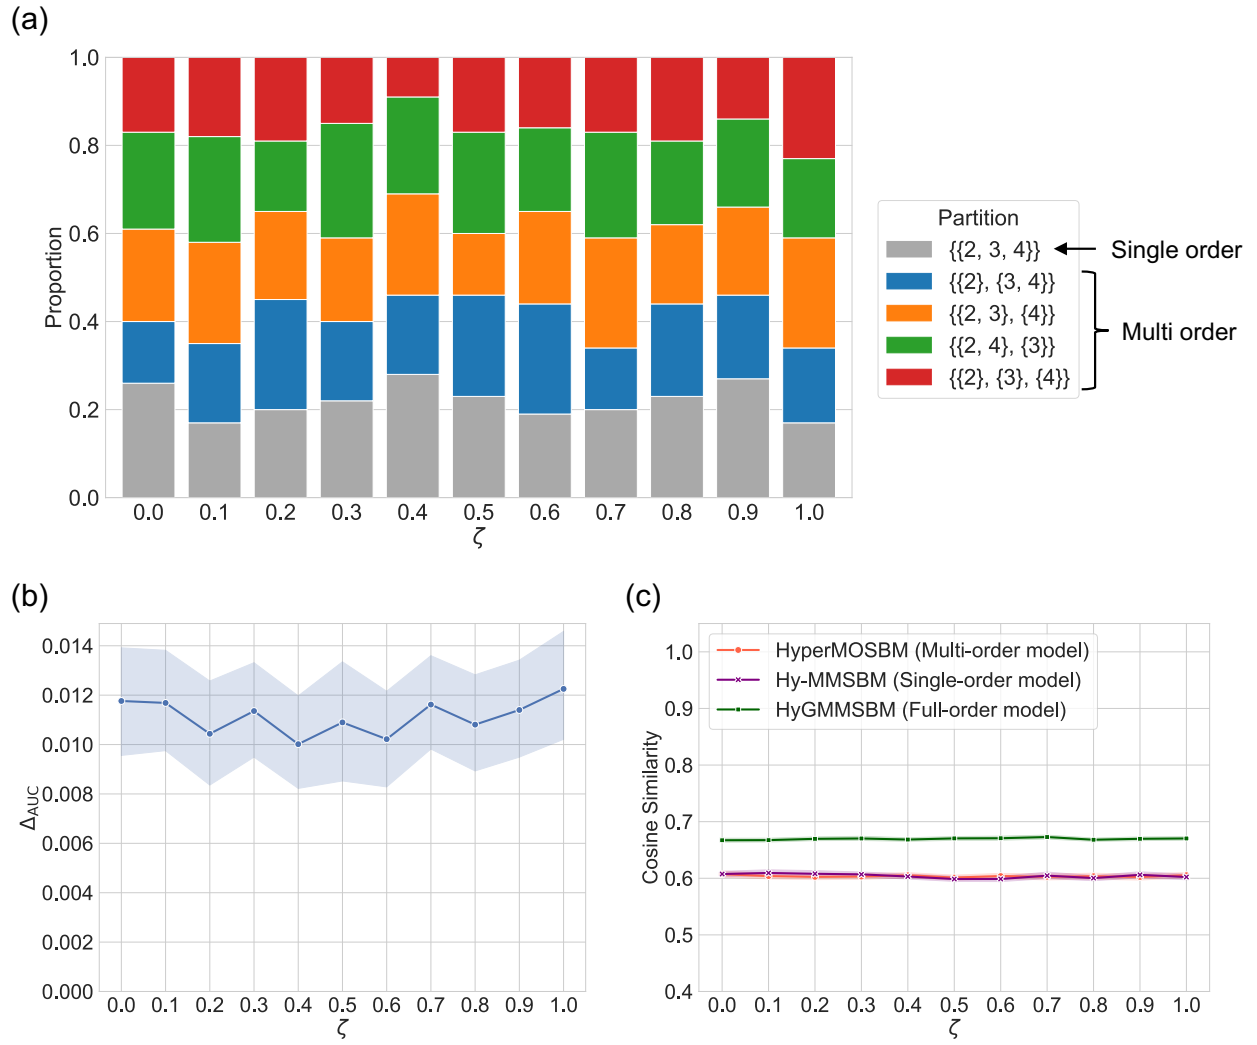 (a)
Proportion
1.0
0.8
0.6
0.4
0.2
0.0
0.0 0.1 0.2 0.3 0.4 0.5 0.6 0.7 0.8 0.9 1.0
ζ
Partition
{{2, 3, 4}}
{{2}, {3, 4}}
{{2, 3}, {4}}
{{2, 4}, {3}}
{{2}, {3}, {4}}
Single order
Multi order
(b)
Δ_AUC
0.014
0.012
0.010
0.008
0.006
0.004
0.002
0.000
0.0 0.1 0.2 0.3 0.4 0.5 0.6 0.7 0.8 0.9 1.0
ζ
(c)
Cosine Similarity
1.0
0.9
0.8
0.7
0.6
0.5
0.4
HyperMOSBM (Multi-order model)
Hy-MMSBM (Single-order model)
HyGMMSBM (Full-order model)
0.0 0.1 0.2 0.3 0.4 0.5 0.6 0.7 0.8 0.9 1.0
ζ